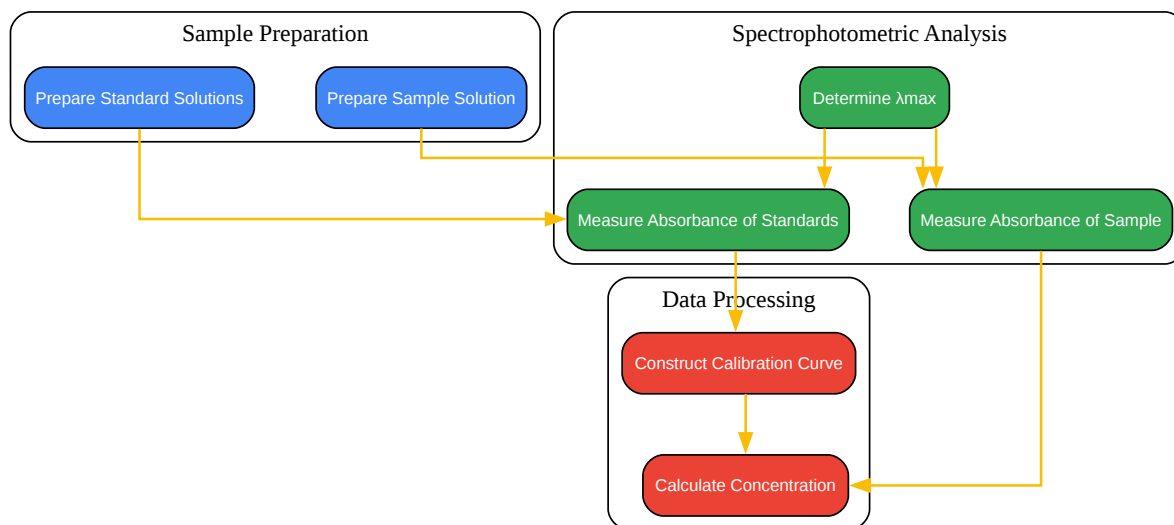 Sample Preparation
Prepare Standard Solutions
Prepare Sample Solution
Spectrophotometric Analysis
Determine λmax
Measure Absorbance of Standards
Measure Absorbance of Sample
Data Processing
Construct Calibration Curve
Calculate Concentration